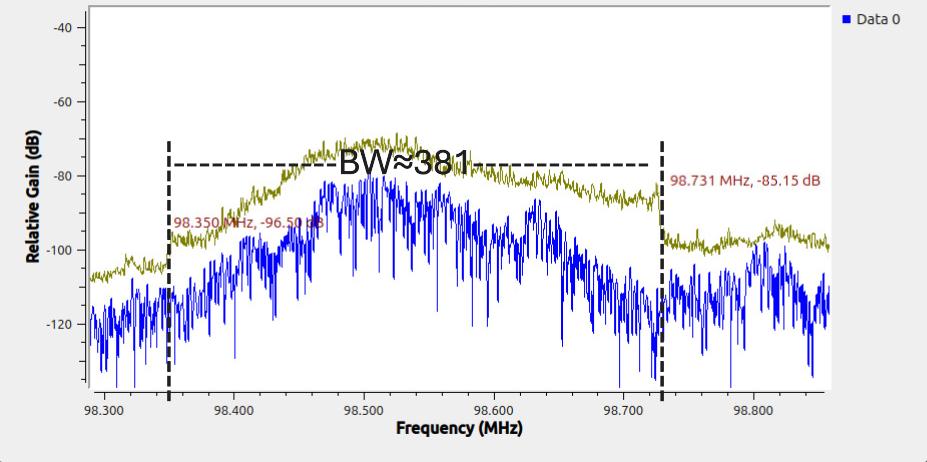 Data 0
-40
-60
-80
-100
-120
Relative Gain (dB)
BW≈381
98.350 MHz, -96.50 dB
98.731 MHz, -85.15 dB
98.300
98.400
98.500
98.600
98.700
98.800
Frequency (MHz)